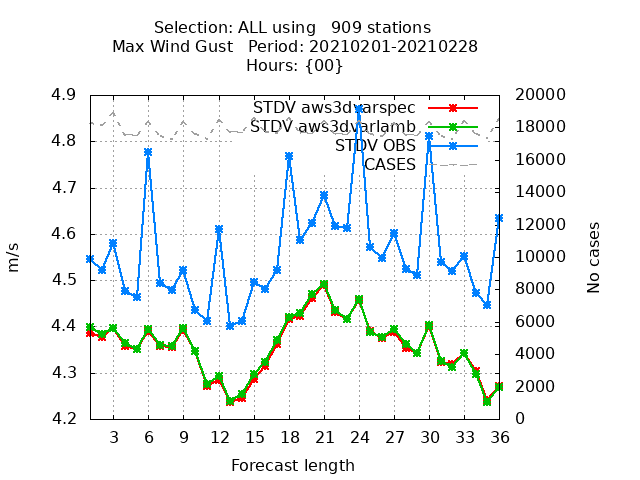 Selection: ALL using   909 stations
Max Wind Gust   Period: 20210201-20210228
Hours: {00}
STDV aws3dvarspec
STDV aws3dvarlamb
STDV OBS
CASES
4.9
4.8
4.7
4.6
4.5
4.4
4.3
4.2
m/s
20000
18000
16000
14000
12000
10000
8000
6000
4000
2000
0
No cases
3 6 9 12 15 18 21 24 27 30 33 36
Forecast length